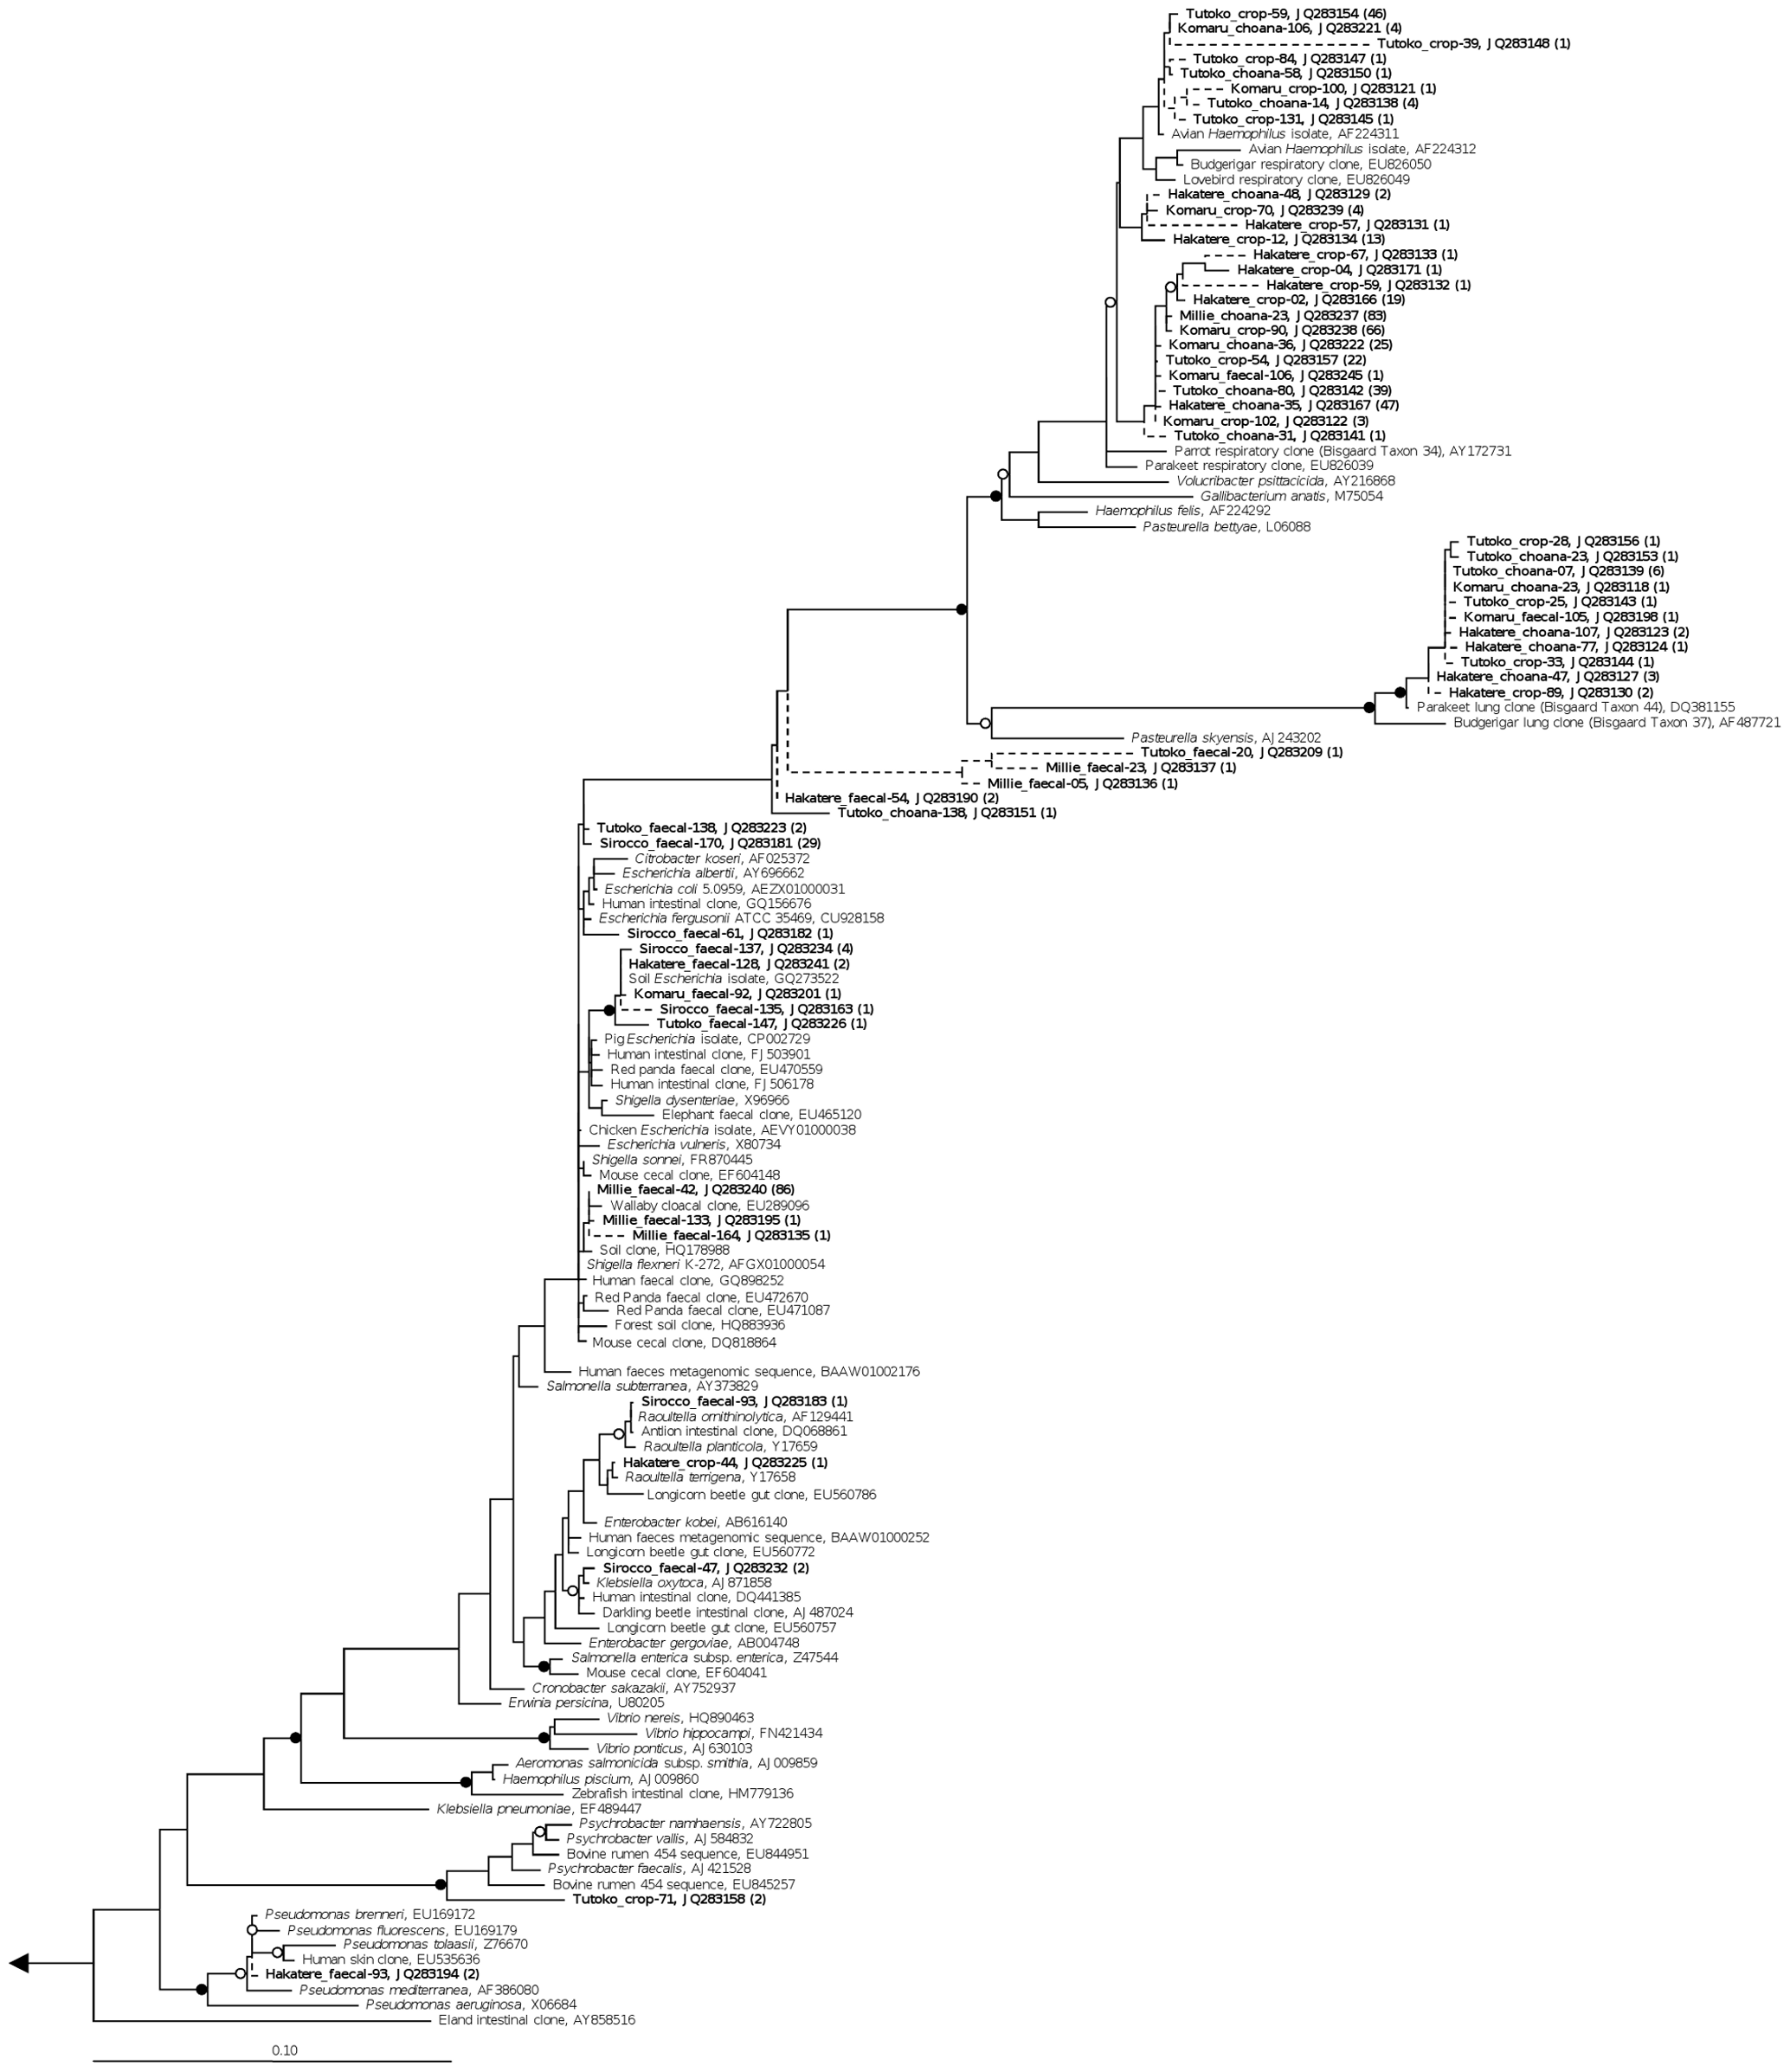 Tutoko_crop-59, JQ283154 (46)
Komaru_choana-106, JQ283221 (4)
Tutoko_crop-39, JQ283148 (1)
Tutoko_crop-84, JQ283147 (1)
Tutoko_choana-58, JQ283150 (1)
Komaru_crop-100, JQ283121 (1)
Tutoko_choana-14, JQ283138 (4)
Tutoko_crop-131, JQ283145 (1)
Avian Haemophilus isolate, AF224311
Avian Haemophilus isolate, AF224312
Budgerigar respiratory clone, EU826050
Lovebird respiratory clone, EU826049
Hakatere_choana-48, JQ283129 (2)
Komaru_crop-70, JQ283239 (4)
Hakatere_crop-57, JQ283131 (1)
Hakatere_crop-12, JQ283134 (13)
Hakatere_crop-67, JQ283133 (1)
Hakatere_crop-04, JQ283171 (1)
Hakatere_crop-59, JQ283132 (1)
Hakatere_crop-02, JQ283166 (19)
Millie_choana-23, JQ283237 (83)
Komaru_crop-90, JQ283238 (66)
Komaru_choana-36, JQ283222 (25)
Tutoko_crop-54, JQ283157 (22)
Komaru_faecal-106, JQ283245 (1)
Tutoko_choana-80, JQ283142 (39)
Hakatere_choana-35, JQ283167 (47)
Komaru_crop-102, JQ283122 (3)
Tutoko_choana-31, JQ283141 (1)
Parrot respiratory clone (Bisgaard Taxon 34), AY172731
Parakeet respiratory clone, EU826039
Volucribacter psittacicida, AY216868
Gallibacterium anatis, M75054
Haemophilus felis, AF224292
Pasteurella bettyae, L06088
Tutoko_crop-28, JQ283156 (1)
Tutoko_choana-23, JQ283153 (1)
Tutoko_choana-07, JQ283139 (6)
Komaru_choana-23, JQ283118 (1)
Tutoko_crop-25, JQ283143 (1)
Komaru_faecal-105, JQ283198 (1)
Hakatere_choana-107, JQ283123 (2)
Hakatere_choana-77, JQ283124 (1)
Tutoko_crop-33, JQ283144 (1)
Hakatere_choana-47, JQ283127 (3)
Hakatere_crop-89, JQ283130 (2)
Parakeet lung clone (Bisgaard Taxon 44), DQ381155
Budgerigar lung clone (Bisgaard Taxon 37), AF487721
Pasteurella skyensis, AJ243202
Tutoko_faecal-20, JQ283209 (1)
Millie_faecal-23, JQ283137 (1)
Millie_faecal-05, JQ283136 (1)
Hakatere_faecal-54, JQ283190 (2)
Tutoko_choana-138, JQ283151 (1)
Tutoko_faecal-138, JQ283223 (2)
Sirocco_faecal-170, JQ283181 (29)
Citrobacter koseri, AF025372
Escherichia albertii, AY696662
Escherichia coli 5.0959, AEZX01000031
Human intestinal clone, GQ156676
Escherichia fergusonii ATCC 35469, CU928158
Sirocco_faecal-61, JQ283182 (1)
Sirocco_faecal-137, JQ283234 (4)
Hakatere_faecal-128, JQ283241 (2)
Soil Escherichia isolate, GQ273522
Komaru_faecal-92, JQ283201 (1)
Sirocco_faecal-135, JQ283163 (1)
Tutoko_faecal-147, JQ283226 (1)
Pig Escherichia isolate, CP002729
Human intestinal clone, FJ503901
Red panda faecal clone, EU470559
Human intestinal clone, FJ506178
Shigella dysenteriae, X96966
Elephant faecal clone, EU465120
Chicken Escherichia isolate, AEVY01000038
Escherichia vulneris, X80734
Shigella sonnei, FR870445
Mouse cecal clone, EF604148
Millie_faecal-42, JQ283240 (86)
Wallaby cloacal clone, EU289096
Millie_faecal-133, JQ283195 (1)
Millie_faecal-164, JQ283135 (1)
Soil clone, HQ178988
Shigella flexneri K-272, AFGX01000054
Human faecal clone, GQ898252
Red Panda faecal clone, EU472670
Red Panda faecal clone, EU471087
Forest soil clone, HQ883936
Mouse cecal clone, DQ818864
Human faeces metagenomic sequence, BAAW01002176
Salmonella subterranea, AY373829
Sirocco_faecal-93, JQ283183 (1)
Raoultella ornithinolytica, AF129441
Antlion intestinal clone, DQ068861
Raoultella planticola, Y17659
Hakatere_crop-44, JQ283225 (1)
Raoultella terrigena, Y17658
Longicorn beetle gut clone, EU560786
Enterobacter kobei, AB616140
Human faeces metagenomic sequence, BAAW01000252
Longicorn beetle gut clone, EU560772
Sirocco_faecal-47, JQ283232 (2)
Klebsiella oxytoca, AJ871858
Human intestinal clone, DQ441385
Darkling beetle intestinal clone, AJ487024
Longicorn beetle gut clone, EU560757
Enterobacter gergoviae, AB004748
Salmonella enterica subsp. enterica, Z47544
Mouse cecal clone, EF604041
Cronobacter sakazakii, AY752937
Erwinia persicina, U80205
Vibrio nereis, HQ890463
Vibrio hippocampi, FN421434
Vibrio ponticus, AJ630103
Aeromonas salmonicida subsp. smithia, AJ009859
Haemophilus piscium, AJ009860
Zebrafish intestinal clone, HM779136
Klebsiella pneumoniae, EF489447
Psychrobacter namhaensis, AY722805
Psychrobacter vallis, AJ584832
Bovine rumen 454 sequence, EU844951
Psychrobacter faecalis, AJ421528
Bovine rumen 454 sequence, EU845257
Tutoko_crop-71, JQ283158 (2)
Pseudomonas brenneri, EU169172
Pseudomonas fluorescens, EU169179
Pseudomonas tolaasii, Z76670
Human skin clone, EU535636
Hakatere_faecal-93, JQ283194 (2)
Pseudomonas mediterranea, AF386080
Pseudomonas aeruginosa, X06684
Eland intestinal clone, AY858516
0.10